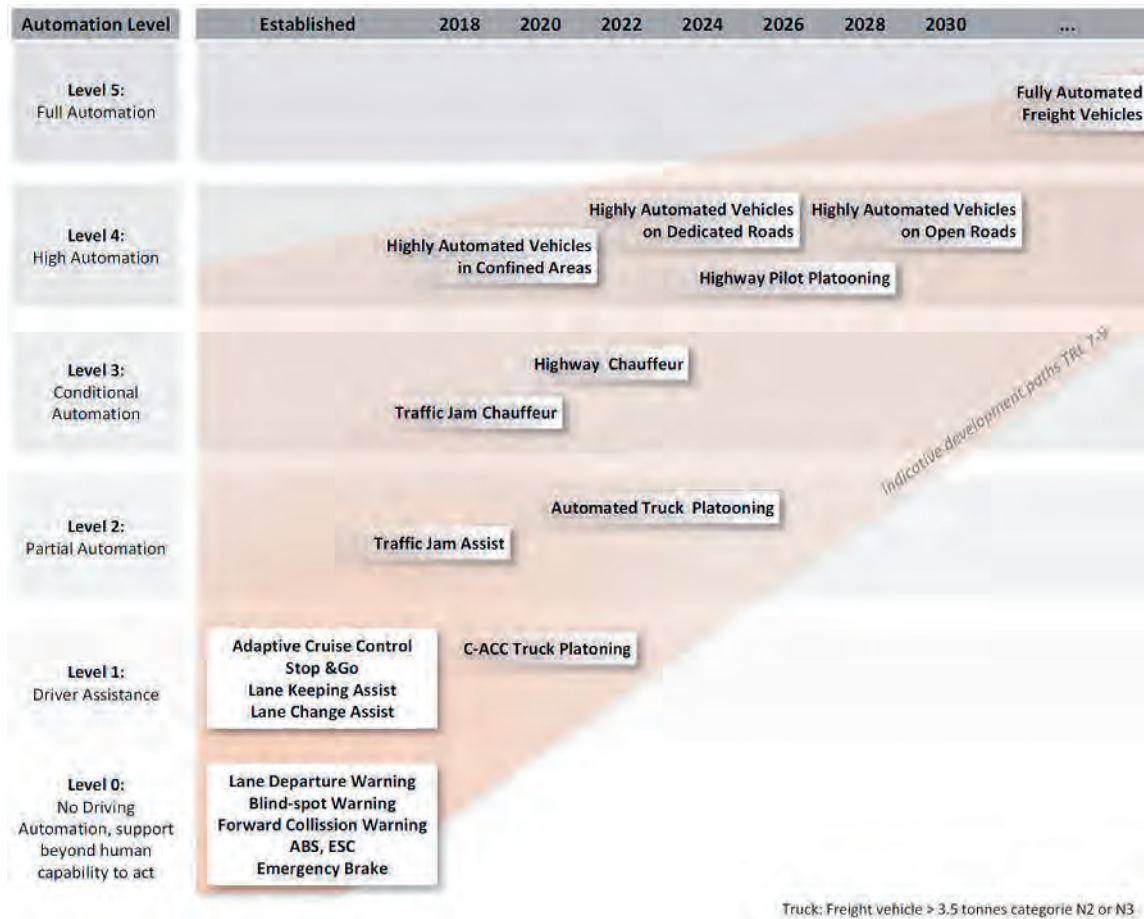 Automation Level Established 2018 2020 2022 2024 2026 2028 2030 ...
Level 5:
Full Automation
Fully Automated
Freight Vehicles
Level 4:
High Automation
Highly Automated Vehicles
in Confined Areas
Highly Automated Vehicles
on Dedicated Roads
Highly Automated Vehicles
on Open Roads
Highway Pilot Platooning
Level 3:
Conditional
Automation
Highway Chauffeur
Traffic Jam Chauffeur
Indicative development paths TRL 7-9
Level 2:
Partial Automation
Automated Truck Platooning
Traffic Jam Assist
Level 1:
Driver Assistance
Adaptive Cruise Control
Stop &Go
Lane Keeping Assist
Lane Change Assist
C-ACC Truck Platoning
Level 0:
No Driving
Automation, support
beyond human
capability to act
Lane Departure Warning
Blind-spot Warning
Forward Collission Warning
ABS, ESC
Emergency Brake
Truck: Freight vehicle > 3.5 tonnes categorie N2 or N3